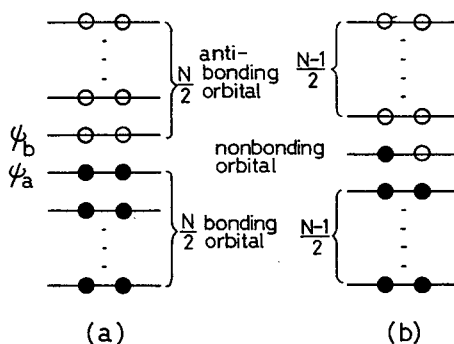 N/2 anti-
bonding
orbital
ψb
ψa
N/2 bonding
orbital
(a)
N-1/2
nonbonding
orbital
N-1/2
(b)